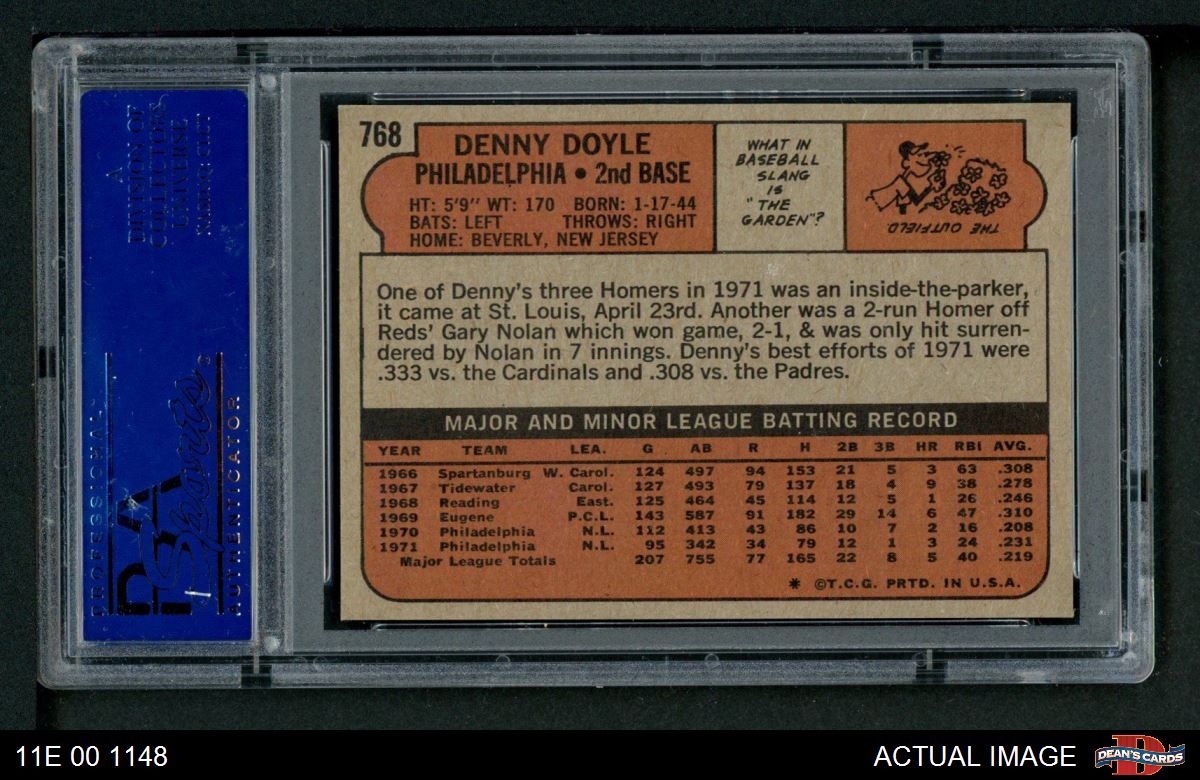 A
DIVISION OF
COLLECTORS
UNIVERSE
PROFESSIONAL
PSA
Sports
AUTHENTICATOR
768
DENNY DOYLE
PHILADELPHIA • 2nd BASE
HT: 5'9" WT: 170 BORN: 1-17-44
BATS: LEFT THROWS: RIGHT
HOME: BEVERLY, NEW JERSEY
WHAT IN
BASEBALL
SLANG
IS
"THE
GARDEN"?
THE OUTFIELD
One of Denny's three Homers in 1971 was an inside-the-parker,
it came at St. Louis, April 23rd. Another was a 2-run Homer off
Reds' Gary Nolan which won game, 2-1, & was only hit surren-
dered by Nolan in 7 innings. Denny's best efforts of 1971 were
.333 vs. the Cardinals and .308 vs. the Padres.
MAJOR AND MINOR LEAGUE BATTING RECORD
YEAR TEAM LEA. G AB R H 2B 3B HR RBI AVG.
1966 Spartanburg W. Carol. 124 497 94 153 21 5 3 63 .308
1967 Tidewater Carol. 127 493 79 137 18 4 9 38 .278
1968 Reading East. 125 464 45 114 12 5 1 26 .246
1969 Eugene P.C.L. 143 587 91 182 29 14 6 47 .310
1970 Philadelphia N.L. 112 413 43 86 10 7 2 16 .208
1971 Philadelphia N.L. 95 342 34 79 12 1 3 24 .231
Major League Totals 207 755 77 165 22 8 5 40 .219
* ©T.C.G. PRTD. IN U.S.A.
11E 00 1148
ACTUAL IMAGE
DEAN'S CARDS